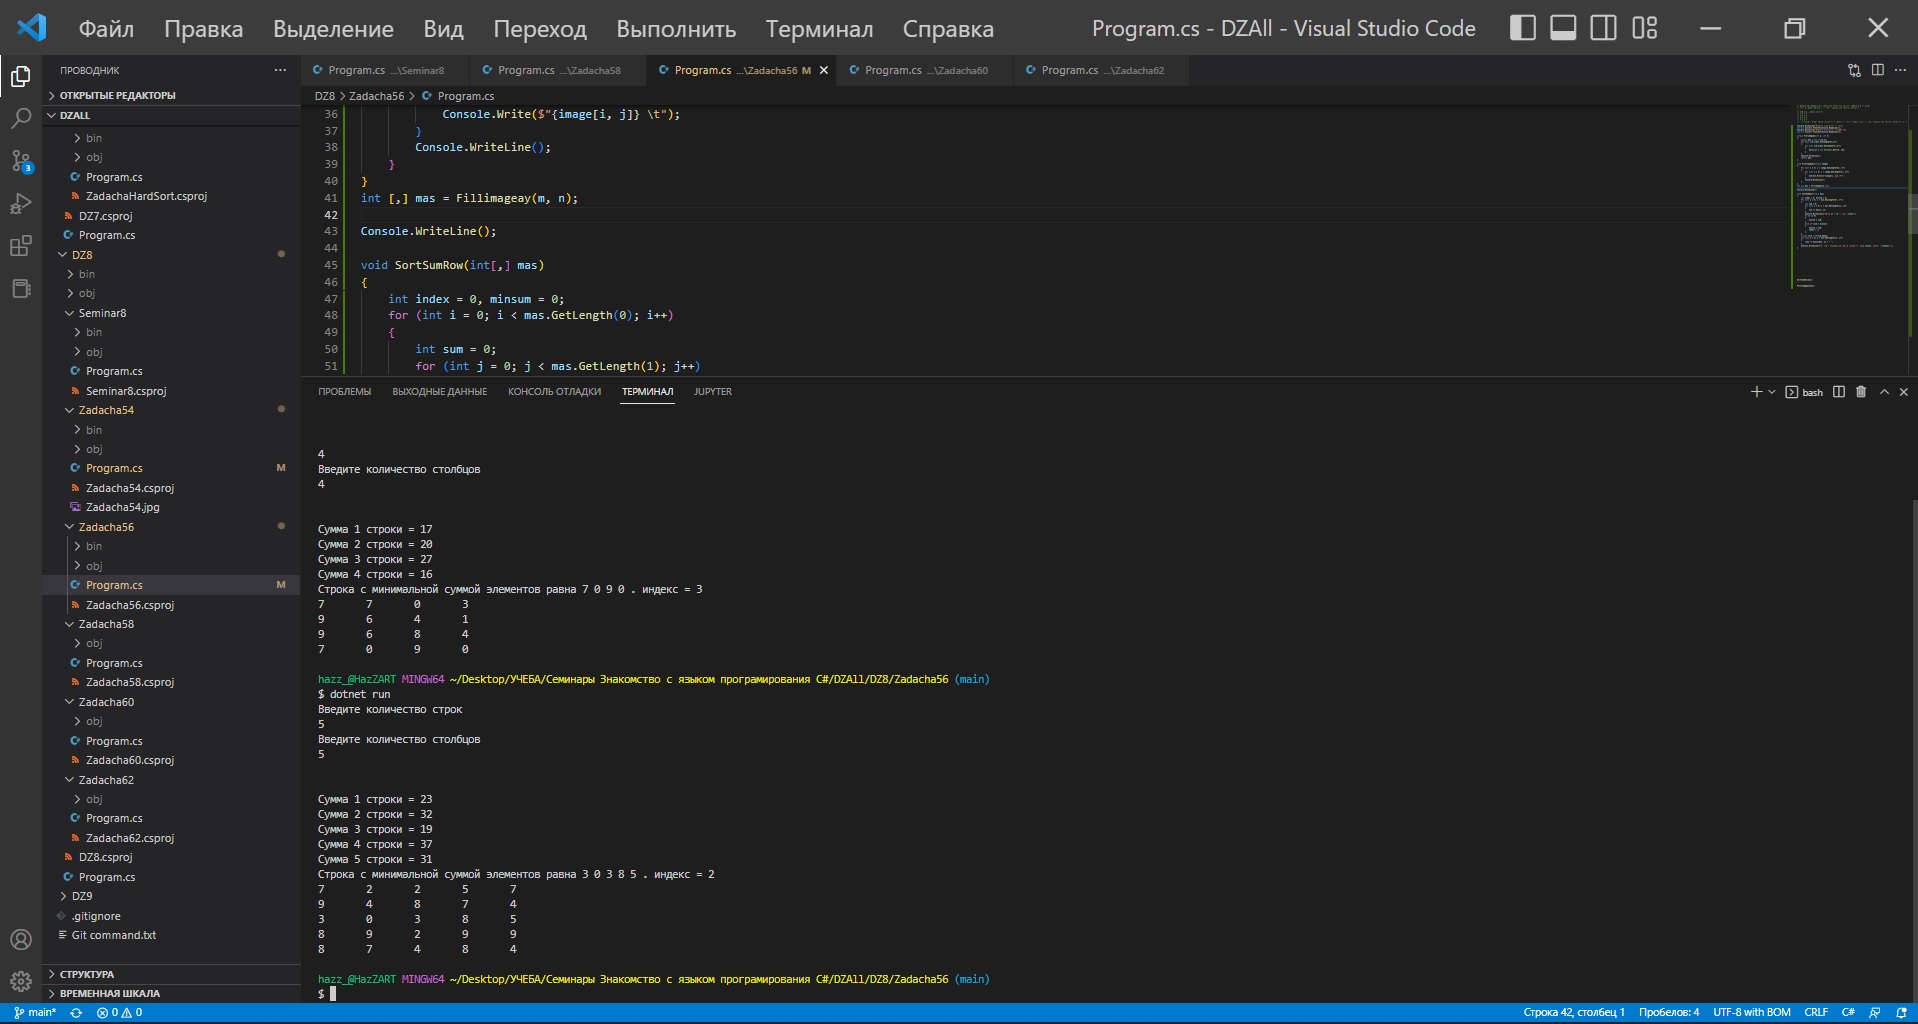 Файл Правка Выделение Вид Переход Выполнить Терминал Справка Program.cs - DZAll - Visual Studio Code
ПРОВОДНИК
ОТКРЫТЫЕ РЕДАКТОРЫ
DZALL
bin
obj
Program.cs
ZadachaHardSort.csproj
DZ7.csproj
Program.cs
DZ8
bin
obj
Seminar8
bin
obj
Program.cs
Seminar8.csproj
Zadacha54
bin
obj
Program.cs M
Zadacha54.csproj
Zadacha54.jpg
Zadacha56
bin
obj
Program.cs M
Zadacha56.csproj
Zadacha58
obj
Program.cs
Zadacha58.csproj
Zadacha60
obj
Program.cs
Zadacha60.csproj
Zadacha62
obj
Program.cs
Zadacha62.csproj
DZ8.csproj
Program.cs
DZ9
.gitignore
Git command.txt
СТРУКТУРА
ВРЕМЕННАЯ ШКАЛА
3
Program.cs ...\Seminar8 Program.cs ...\Zadacha58 Program.cs ...\Zadacha56 M Program.cs ...\Zadacha60 Program.cs ...\Zadacha62
DZ8 > Zadacha56 > Program.cs
36 Console.Write($"{image[i, j]} \t");
37 }
38 Console.WriteLine();
39 }
40 }
41 int [,] mas = Fillimageay(m, n);
42
43 Console.WriteLine();
44
45 void SortSumRow(int[,] mas)
46 {
47 int index = 0, minsum = 0;
48 for (int i = 0; i < mas.GetLength(0); i++)
49 {
50 int sum = 0;
51 for (int j = 0; j < mas.GetLength(1); j++)
ПРОБЛЕМЫ ВЫХОДНЫЕ ДАННЫЕ КОНСОЛЬ ОТЛАДКИ ТЕРМИНАЛ JUPYTER bash
4
Введите количество столбцов
4
Сумма 1 строки = 17
Сумма 2 строки = 20
Сумма 3 строки = 27
Сумма 4 строки = 16
Строка с минимальной суммой элементов равна 7 0 9 0 . индекс = 3
7 7 0 3
9 6 4 1
9 6 8 4
7 0 9 0
hazz_@HazZART MINGW64 ~/Desktop/УЧЕБА/Семинары Знакомство с языком програмирования C#/DZAll/DZ8/Zadacha56 (main)
$ dotnet run
Введите количество строк
5
Введите количество столбцов
5
Сумма 1 строки = 23
Сумма 2 строки = 32
Сумма 3 строки = 19
Сумма 4 строки = 37
Сумма 5 строки = 31
Строка с минимальной суммой элементов равна 3 0 3 8 5 . индекс = 2
7 2 2 5 7
9 4 8 7 4
3 0 3 8 5
8 9 2 9 9
8 7 4 8 4
hazz_@HazZART MINGW64 ~/Desktop/УЧЕБА/Семинары Знакомство с языком програмирования C#/DZAll/DZ8/Zadacha56 (main)
$
main* 0 0 Строка 42, столбец 1 Пробелов: 4 UTF-8 with BOM CRLF C#